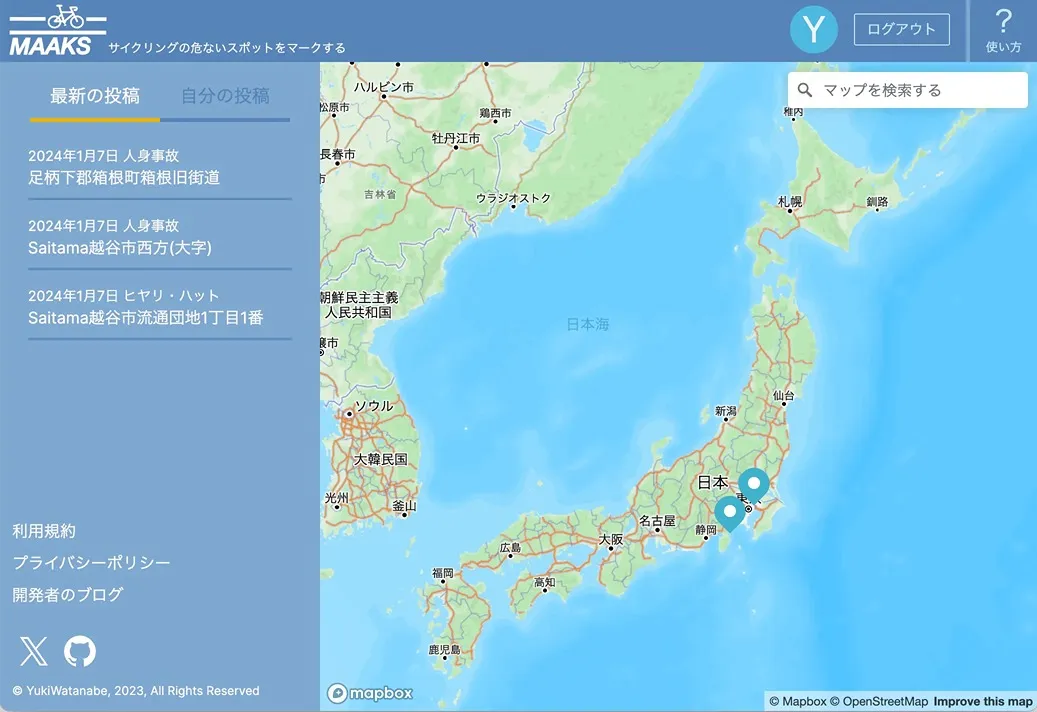 MAAKS サイクリングの危ないスポットをマークする
Y
ログアウト
?
使い方
最新の投稿
自分の投稿
2024年1月7日 人身事故
足柄下郡箱根町箱根旧街道
2024年1月7日 人身事故
Saitama越谷市西方(大字)
2024年1月7日 ヒヤリ・ハット
Saitama越谷市流通団地1丁目1番
利用規約
プライバシーポリシー
開発者のブログ
© YukiWatanabe, 2023, All Rights Reserved
マップを検索する
ハルビン市
松原市
鶏西市
牡丹江市
長春市
市
吉林省
ウラジオストク
稚内
札幌
釧路
朝鮮民主主義
人民共和国
日本海
壌市
ソウル
大韓民国
光州
釜山
仙台
新潟
日本
名古屋
静岡
大阪
広島
高知
福岡
鹿児島
mapbox
© Mapbox © OpenStreetMap Improve this map